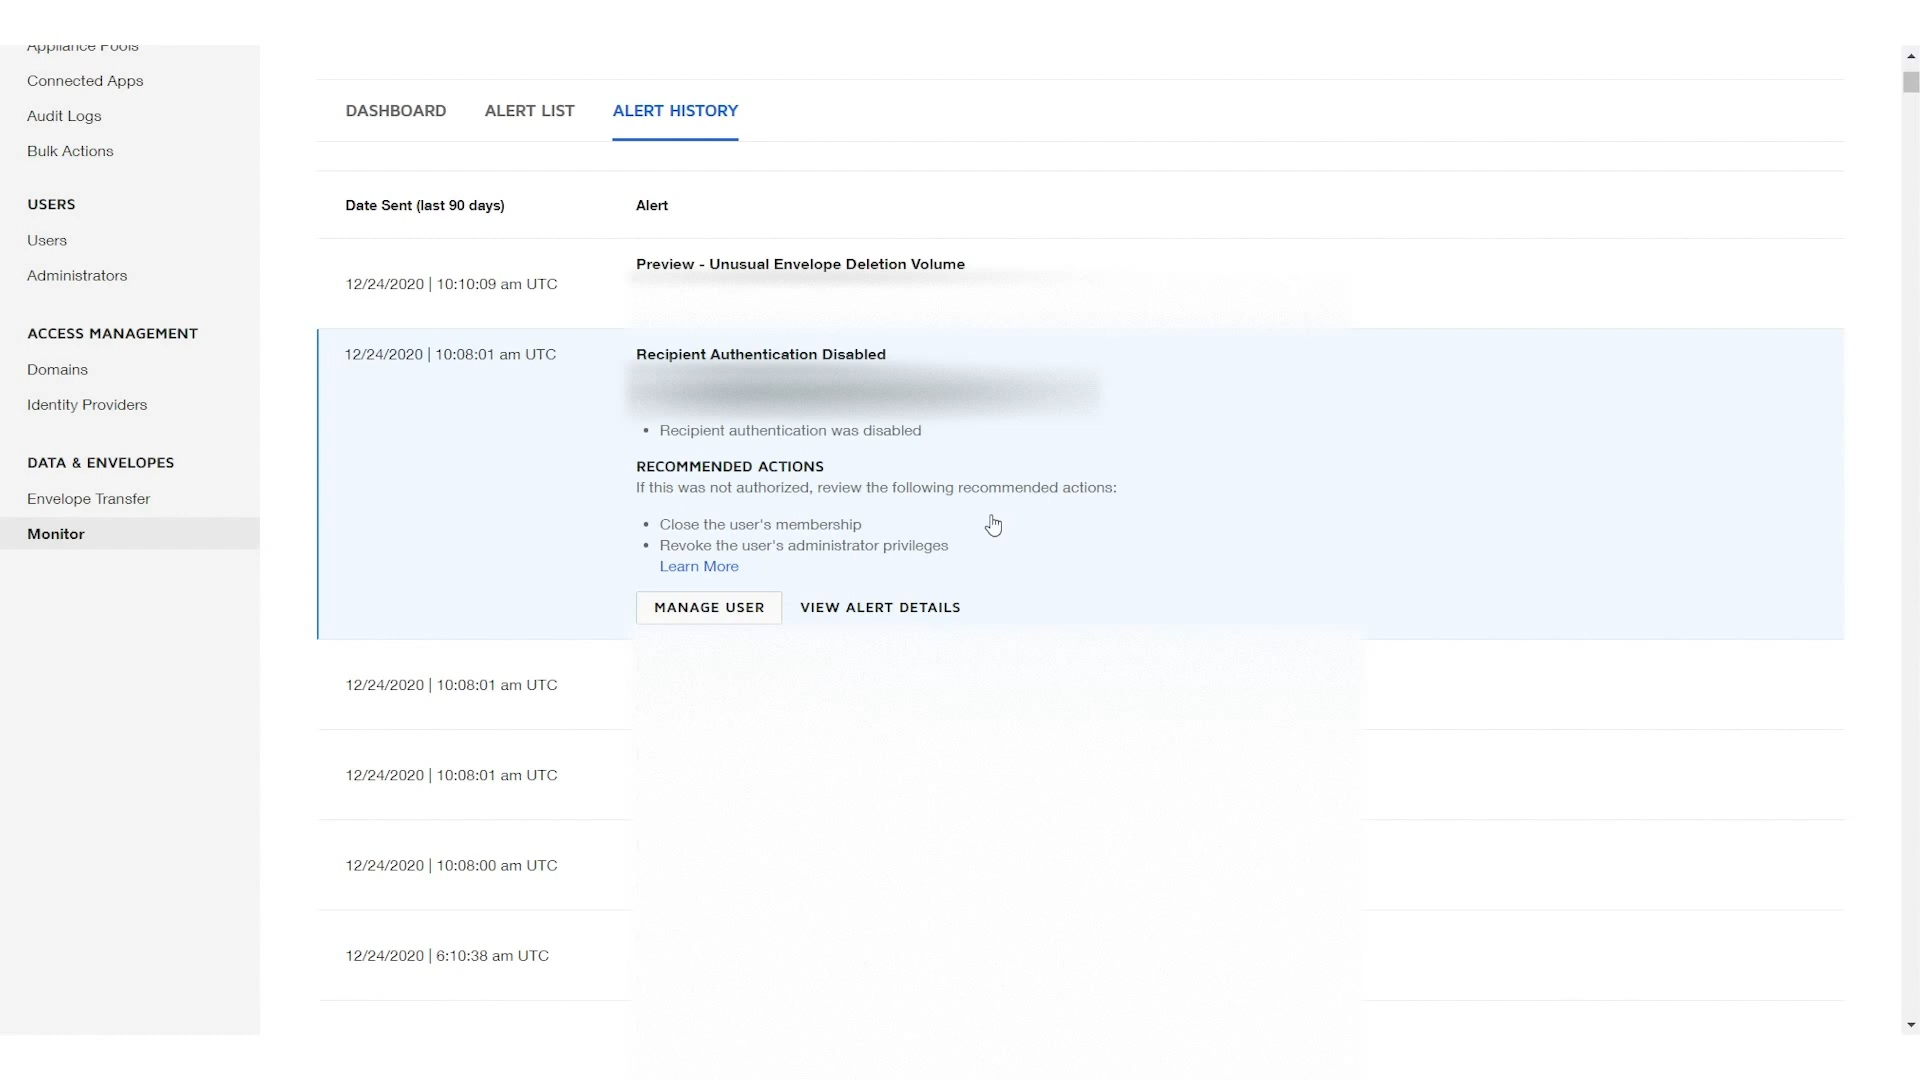 Appliance Pools
Connected Apps
Audit Logs
Bulk Actions
USERS
Users
Administrators
ACCESS MANAGEMENT
Domains
Identity Providers
DATA & ENVELOPES
Envelope Transfer
Monitor
DASHBOARD ALERT LIST ALERT HISTORY
Date Sent (last 90 days) Alert
12/24/2020 | 10:10:09 am UTC Preview - Unusual Envelope Deletion Volume
12/24/2020 | 10:08:01 am UTC Recipient Authentication Disabled
• Recipient authentication was disabled
RECOMMENDED ACTIONS
If this was not authorized, review the following recommended actions:
• Close the user's membership
• Revoke the user's administrator privileges
Learn More
MANAGE USER VIEW ALERT DETAILS
12/24/2020 | 10:08:01 am UTC
12/24/2020 | 10:08:01 am UTC
12/24/2020 | 10:08:00 am UTC
12/24/2020 | 6:10:38 am UTC